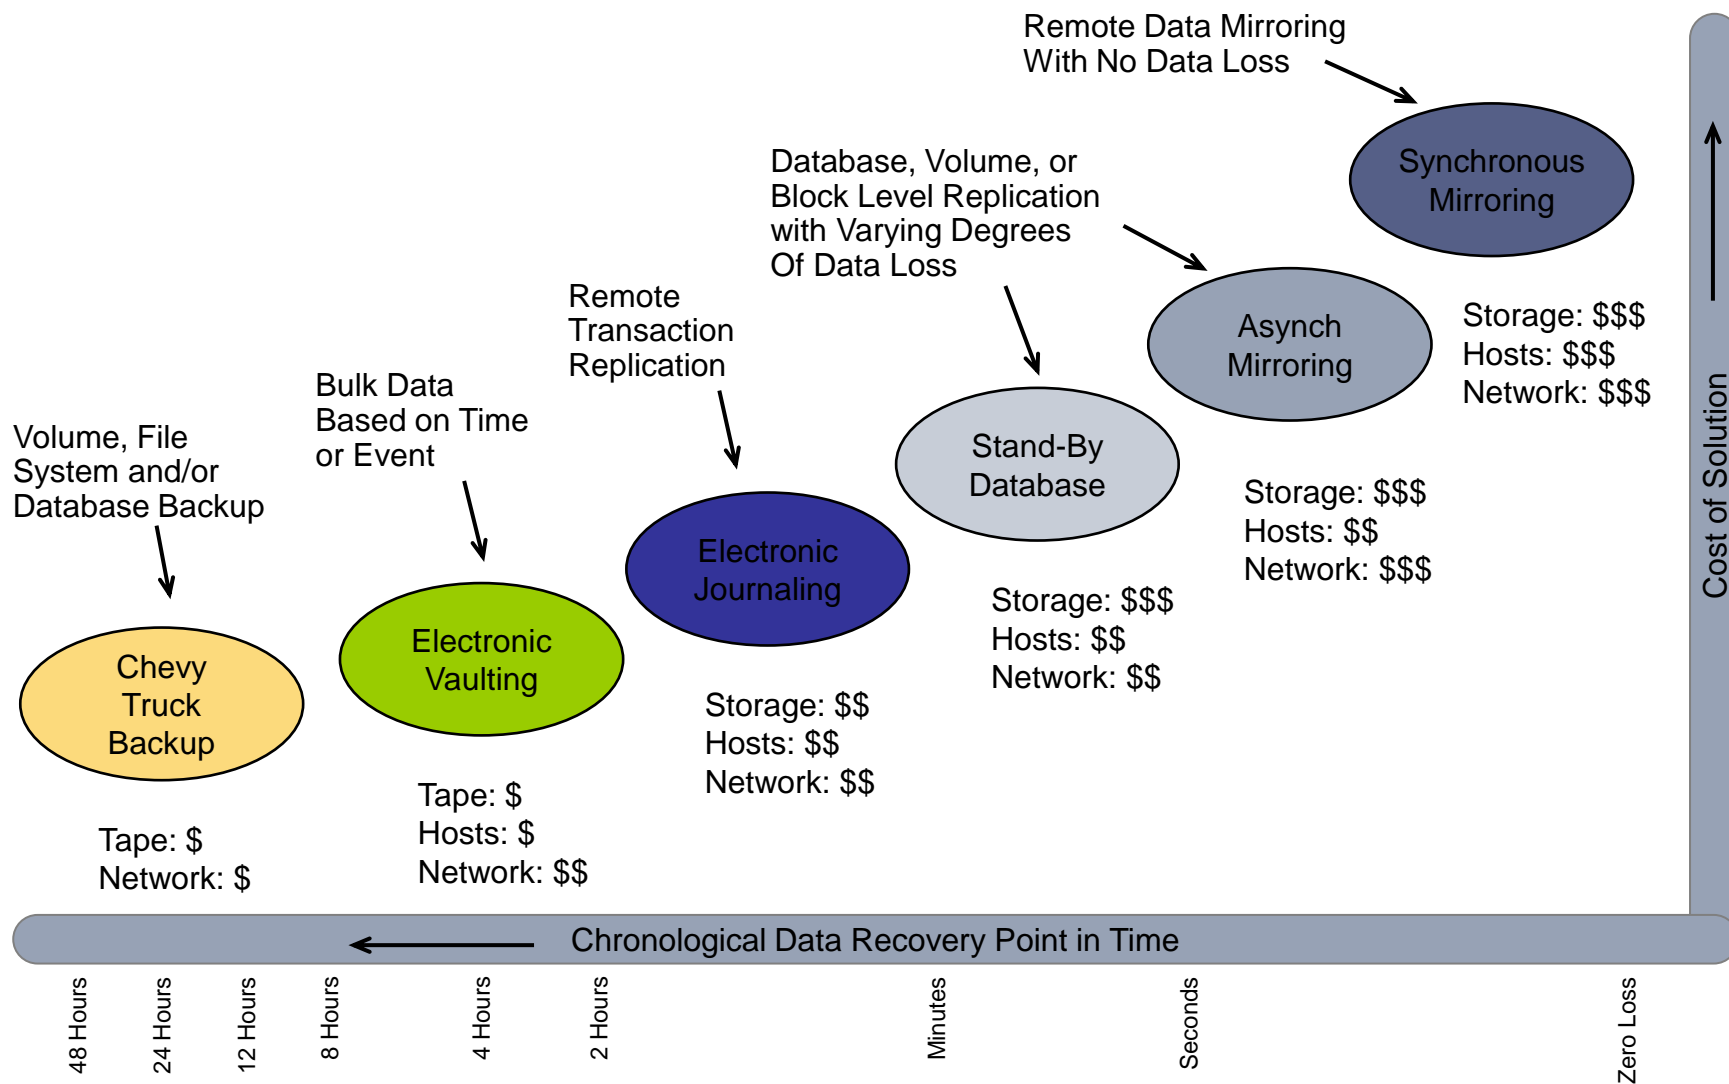 Remote Data Mirroring
With No Data Loss
Synchronous
Mirroring
Storage: $$$
Hosts: $$$
Network: $$$
Database, Volume, or
Block Level Replication
with Varying Degrees
Of Data Loss
Asynch
Mirroring
Storage: $$$
Hosts: $$
Network: $$$
Stand-By
Database
Storage: $$$
Hosts: $$
Network: $$
Remote
Transaction
Replication
Electronic
Journaling
Storage: $$
Hosts: $$
Network: $$
Bulk Data
Based on Time
or Event
Electronic
Vaulting
Tape: $
Hosts: $
Network: $$
Volume, File
System and/or
Database Backup
Chevy
Truck
Backup
Tape: $
Network: $
Cost of Solution
Chronological Data Recovery Point in Time
48 Hours
24 Hours
12 Hours
8 Hours
4 Hours
2 Hours
Minutes
Seconds
Zero Loss